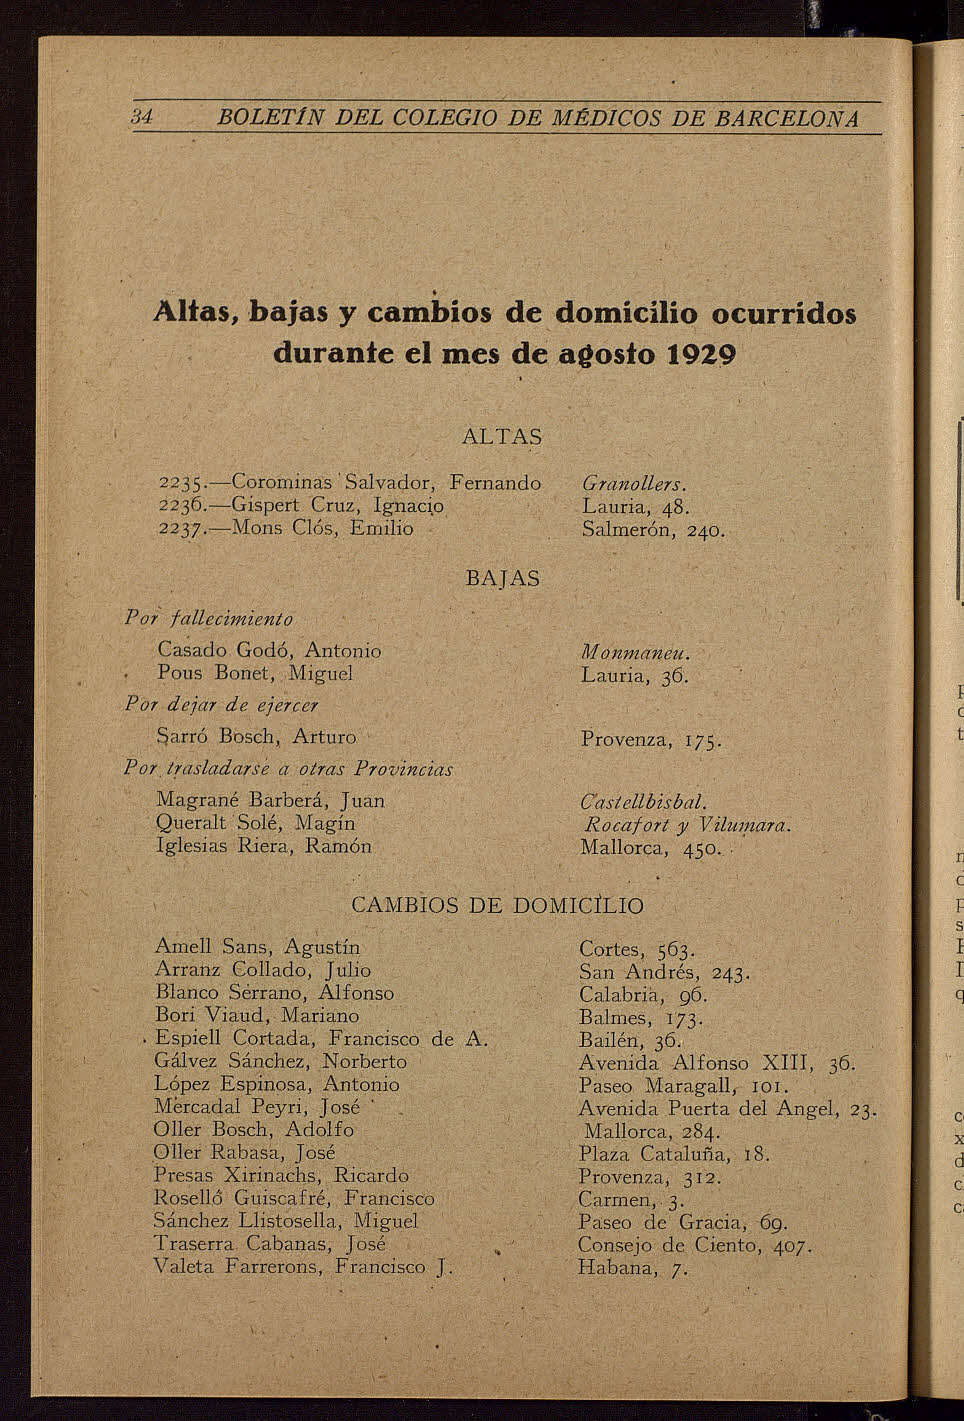 34 BOLETÍN DEL COLEGIO DE MÉDICOS DE BARCELONA
Altas, bajas y cambios de domicilio ocurridos
durante el mes de agosto 1929
ALTAS
2235.—Corominas Salvador, Fernando Granollers.
2236.—Gispert Cruz, Ignacio Lauria, 48.
2237.—Mons Clós, Emilio Salmerón, 240.
BAJAS
Por fallecimiento
Casado Godó, Antonio Monmaneu.
Pous Bonet, Miguel Lauria, 36.
Por dejar de ejercer
Sarró Bosch, Arturo Provenza, 175.
Por trasladarse a otras Provincias
Magrané Barberá, Juan Castellbisbal.
Queralt Solé, Magín Rocafort y Vilumara.
Iglesias Riera, Ramón Mallorca, 450.
CAMBIOS DE DOMICILIO
Amell Sans, Agustín Cortes, 563.
Arranz Collado, Julio San Andrés, 243.
Blanco Serrano, Alfonso Calabria, 96.
Bori Viaud, Mariano Balmes, 173.
Espiell Cortada, Francisco de A. Bailén, 36.
Gálvez Sánchez, Norberto Avenida Alfonso XIII, 36.
López Espinosa, Antonio Paseo Maragall, 101.
Mercadal Peyri, José Avenida Puerta del Angel, 23.
Oller Bosch, Adolfo Mallorca, 284.
Oller Rabasa, José Plaza Cataluña, 18.
Presas Xirinachs, Ricardo Provenza, 312.
Roselló Guiscafré, Francisco Carmen, 3.
Sánchez Llistosella, Miguel Paseo de Gracia, 69.
Traserra Cabanas, José Consejo de Ciento, 407.
Valeta Farrerons, Francisco J. Habana, 7.